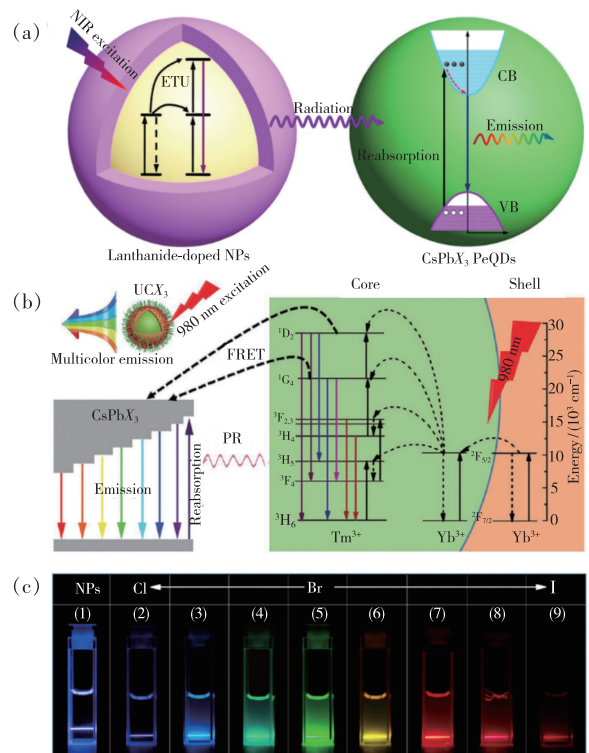 (a)
NIR excitation
ETU
Radiation
Reabsorption
CB
Emission
VB
Lanthanide-doped NPs
CsPbX₃ PeQDs
(b)
UCX₃
980 nm excitation
Multicolor emission
FRET
CsPbX₃
Emission
Reabsorption
PR
Core
Shell
¹D₂
¹G₄
³F₂,₃
³H₄
³H₅
³F₄
³H₆
Tm³⁺
Yb³⁺
²F₅/₂
²F₇/₂
Yb³⁺
980 nm
30
25
20
15
10
5
0
Energy/(10³ cm⁻¹)
(c)
NPs
Cl
Br
I
(1)
(2)
(3)
(4)
(5)
(6)
(7)
(8)
(9)